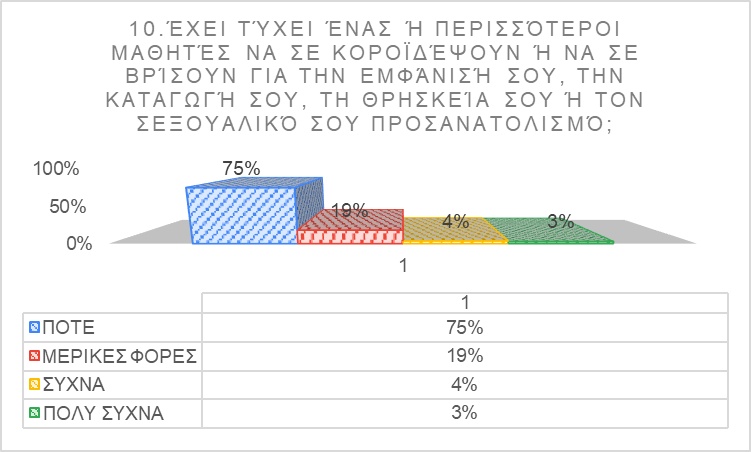 10.ΈΧΕΙ ΤΎΧΕΙ ΈΝΑΣ Ή ΠΕΡΙΣΣΌΤΕΡΟΙ
ΜΑΘΗΤΈΣ ΝΑ ΣΕ ΚΟΡΟΪΔΈΨΟΥΝ Ή ΝΑ ΣΕ
ΒΡΊΣΟΥΝ ΓΙΑ ΤΗΝ ΕΜΦΆΝΙΣΉ ΣΟΥ, ΤΗΝ
ΚΑΤΑΓΩΓΉ ΣΟΥ, ΤΗ ΘΡΗΣΚΕΊΑ ΣΟΥ Ή ΤΟΝ
ΣΕΞΟΥΑΛΙΚΌ ΣΟΥ ΠΡΟΣΑΝΑΤΟΛΙΣΜΌ;
100%
50%
0%
75%
19%
4%
3%
1
1
ΠΟΤΕ 75%
ΜΕΡΙΚΕΣ ΦΟΡΕΣ 19%
ΣΥΧΝΑ 4%
ΠΟΛΥ ΣΥΧΝΑ 3%